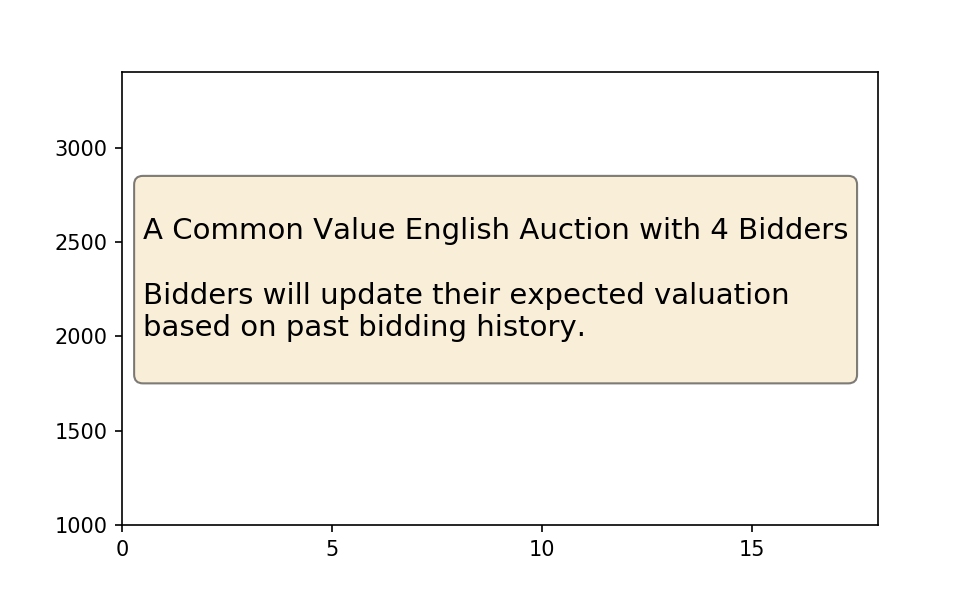 3000
2500
2000
1500
1000
A Common Value English Auction with 4 Bidders
Bidders will update their expected valuation
based on past bidding history.
0 5 10 15